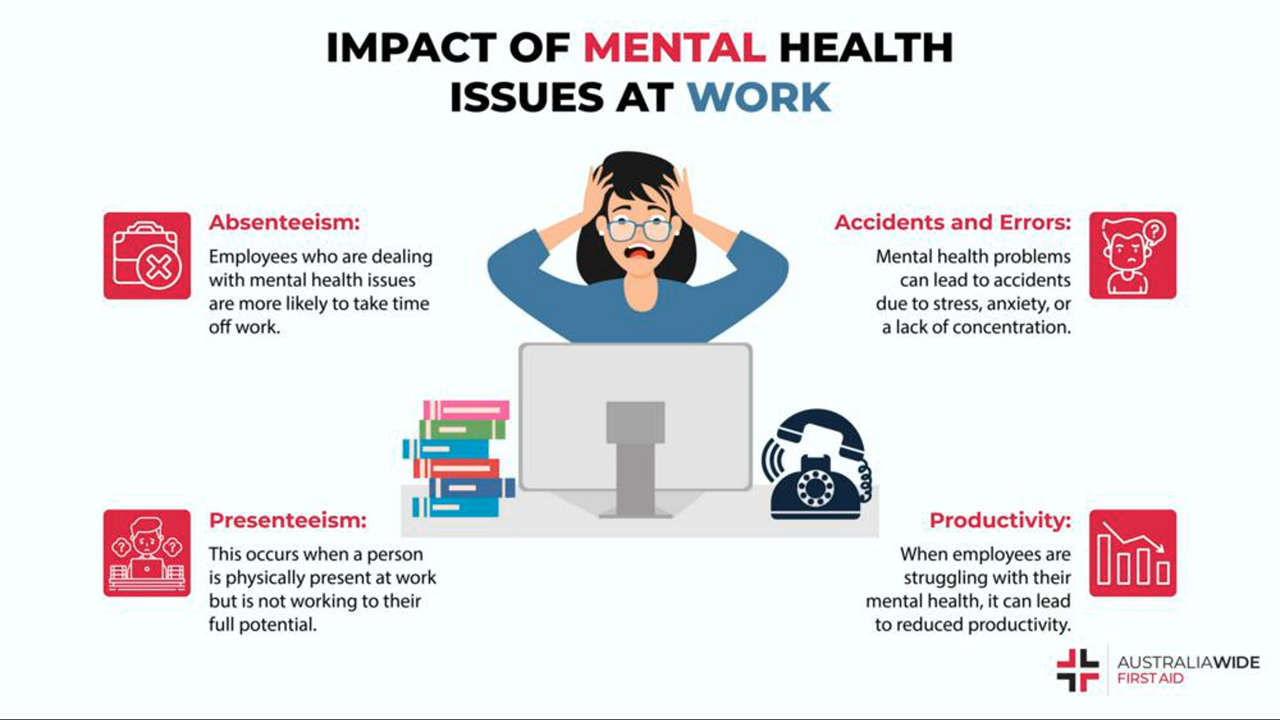 IMPACT OF MENTAL HEALTH
ISSUES AT WORK
Absenteeism:
Employees who are dealing
with mental health issues
are more likely to take time
off work.
Accidents and Errors:
Mental health problems
can lead to accidents
due to stress, anxiety, or
a lack of concentration.
Presenteeism:
This occurs when a person
is physically present at work
but is not working to their
full potential.
Productivity:
When employees are
struggling with their
mental health, it can lead
to reduced productivity.
AUSTRALIAWIDE
FIRST AID